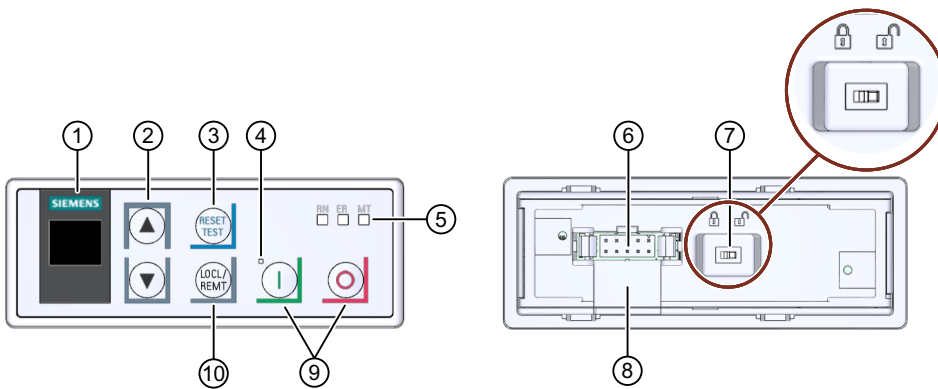 1
2
3
4
6
7
SIEMENS
RESET
TEST
RN ER MT
5
LOCL/
REMT
10
9
8